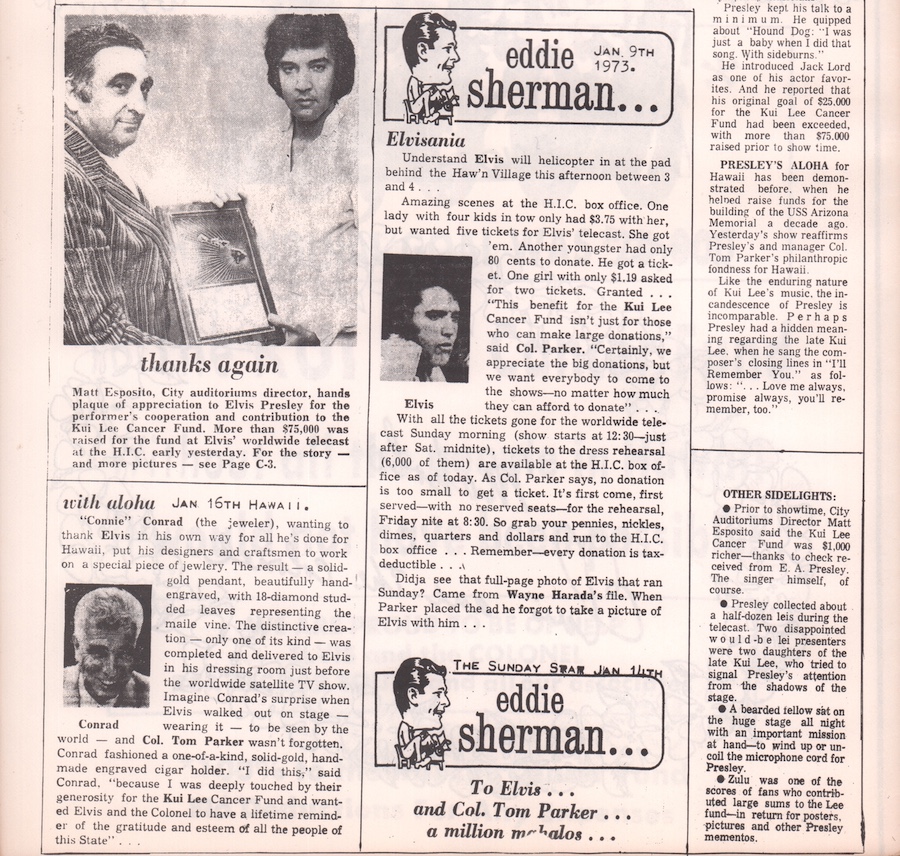 thanks again
Matt Esposito, City auditoriums director, hands
plaque of appreciation to Elvis Presley for the
performer's cooperation and contribution to the
Kui Lee Cancer Fund. More than $75,000 was
raised for the fund at Elvis' worldwide telecast
at the H.I.C. early yesterday. For the story —
and more pictures — see Page C-3.
with aloha JAN 16TH HAWAII.
"Connie" Conrad (the jeweler), wanting to
thank Elvis in his own way for all he's done for
Hawaii, put his designers and craftsmen to work
on a special piece of jewlery. The result — a solid-
gold pendant, beautifully hand-
engraved, with 18-diamond stud-
ded leaves representing the
maile vine. The distinctive crea-
tion — only one of its kind — was
completed and delivered to Elvis
in his dressing room just before
the worldwide satellite TV show.
Imagine Conrad's surprise when
Elvis walked out on stage —
wearing it — to be seen by the
Conrad
world — and Col. Tom Parker wasn't forgotten.
Conrad fashioned a one-of-a-kind, solid-gold, hand-
made engraved cigar holder. "I did this," said
Conrad, "because I was deeply touched by their
generosity for the Kui Lee Cancer Fund and want-
ed Elvis and the Colonel to have a lifetime remind-
er of the gratitude and esteem of all the people of
this State" . . .
eddie
sherman...
JAN. 9TH
1973.
Elvisania
Understand Elvis will helicopter in at the pad
behind the Haw'n Village this afternoon between 3
and 4 . . .
Amazing scenes at the H.I.C. box office. One
lady with four kids in tow only had $3.75 with her,
but wanted five tickets for Elvis' telecast. She got
'em. Another youngster had only
80 cents to donate. He got a tick-
et. One girl with only $1.19 asked
for two tickets. Granted . . .
"This benefit for the Kui Lee
Cancer Fund isn't just for those
who can make large donations,"
said Col. Parker. "Certainly, we
appreciate the big donations, but
we want everybody to come to
the shows—no matter how much
they can afford to donate" . . .
Elvis
With all the tickets gone for the worldwide tele-
cast Sunday morning (show starts at 12:30—just
after Sat. midnite), tickets to the dress rehearsal
(6,000 of them) are available at the H.I.C. box of-
fice as of today. As Col. Parker says, no donation
is too small to get a ticket. It's first come, first
served—with no reserved seats—for the rehearsal,
Friday nite at 8:30. So grab your pennies, nickles,
dimes, quarters and dollars and run to the H.I.C.
box office . . . Remember—every donation is tax-
deductible . . .
Didja see that full-page photo of Elvis that ran
Sunday? Came from Wayne Harada's file. When
Parker placed the ad he forgot to take a picture of
Elvis with him . . .
THE SUNDAY STAR JAN 14TH
eddie
sherman...
To Elvis . . .
and Col. Tom Parker . . .
a million mahalos . . .
Presley kept his talk to a
minimum. He quipped
about "Hound Dog: "I was
just a baby when I did that
song. With sideburns."
He introduced Jack Lord
as one of his actor favor-
ites. And he reported that
his original goal of $25.000
for the Kui Lee Cancer
Fund had been exceeded,
with more than $75.000
raised prior to show time.
PRESLEY'S ALOHA for
Hawaii has been demon-
strated before. when he
helped raise funds for the
building of the USS Arizona
Memorial a decade ago.
Yesterday's show reaffirms
Presley's and manager Col.
Tom Parker's philanthropic
fondness for Hawaii.
Like the enduring nature
of Kui Lee's music, the in-
candescence of Presley is
incomparable. Perhaps
Presley had a hidden mean-
ing regarding the late Kui
Lee, when he sang the com-
poser's closing lines in "I'll
Remember You." as fol-
lows: ". . . Love me always,
promise always, you'll re-
member, too."
OTHER SIDELIGHTS:
● Prior to showtime, City
Auditoriums Director Matt
Esposito said the Kui Lee
Cancer Fund was $1,000
richer—thanks to check re-
ceived from E. A. Presley.
The singer himself, of
course.
● Presley collected about
a half-dozen leis during the
telecast. Two disappointed
would-be lei presenters
were two daughters of the
late Kui Lee, who tried to
signal Presley's attention
from the shadows of the
stage.
● A bearded fellow sat on
the huge stage all night
with an important mission
at hand—to wind up or un-
coil the microphone cord for
Presley.
● Zulu was one of the
scores of fans who contrib-
uted large sums to the Lee
fund—in return for posters,
pictures and other Presley
mementos.